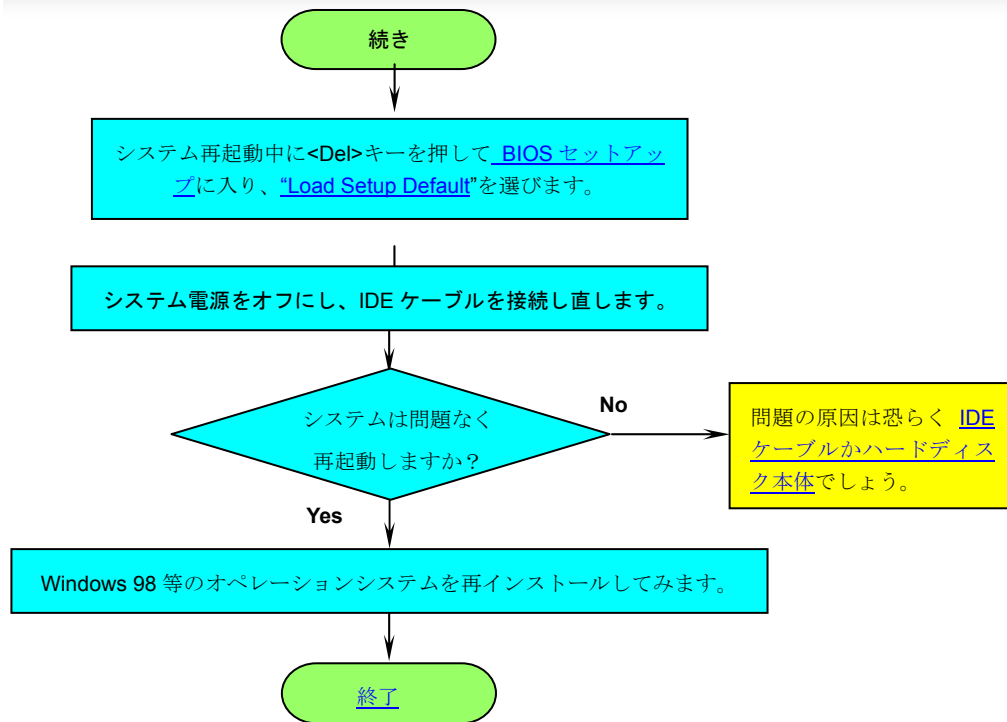 続き
システム再起動中に<Del>キーを押して BIOS セットアッ
プに入り、“Load Setup Default”を選びます。
システム電源をオフにし、IDE ケーブルを接続し直します。
システムは問題なく
再起動しますか？
No
問題の原因は恐らく IDE
ケーブルかハードディス
ク本体でしょう。
Yes
Windows 98 等のオペレーションシステムを再インストールしてみます。
終了